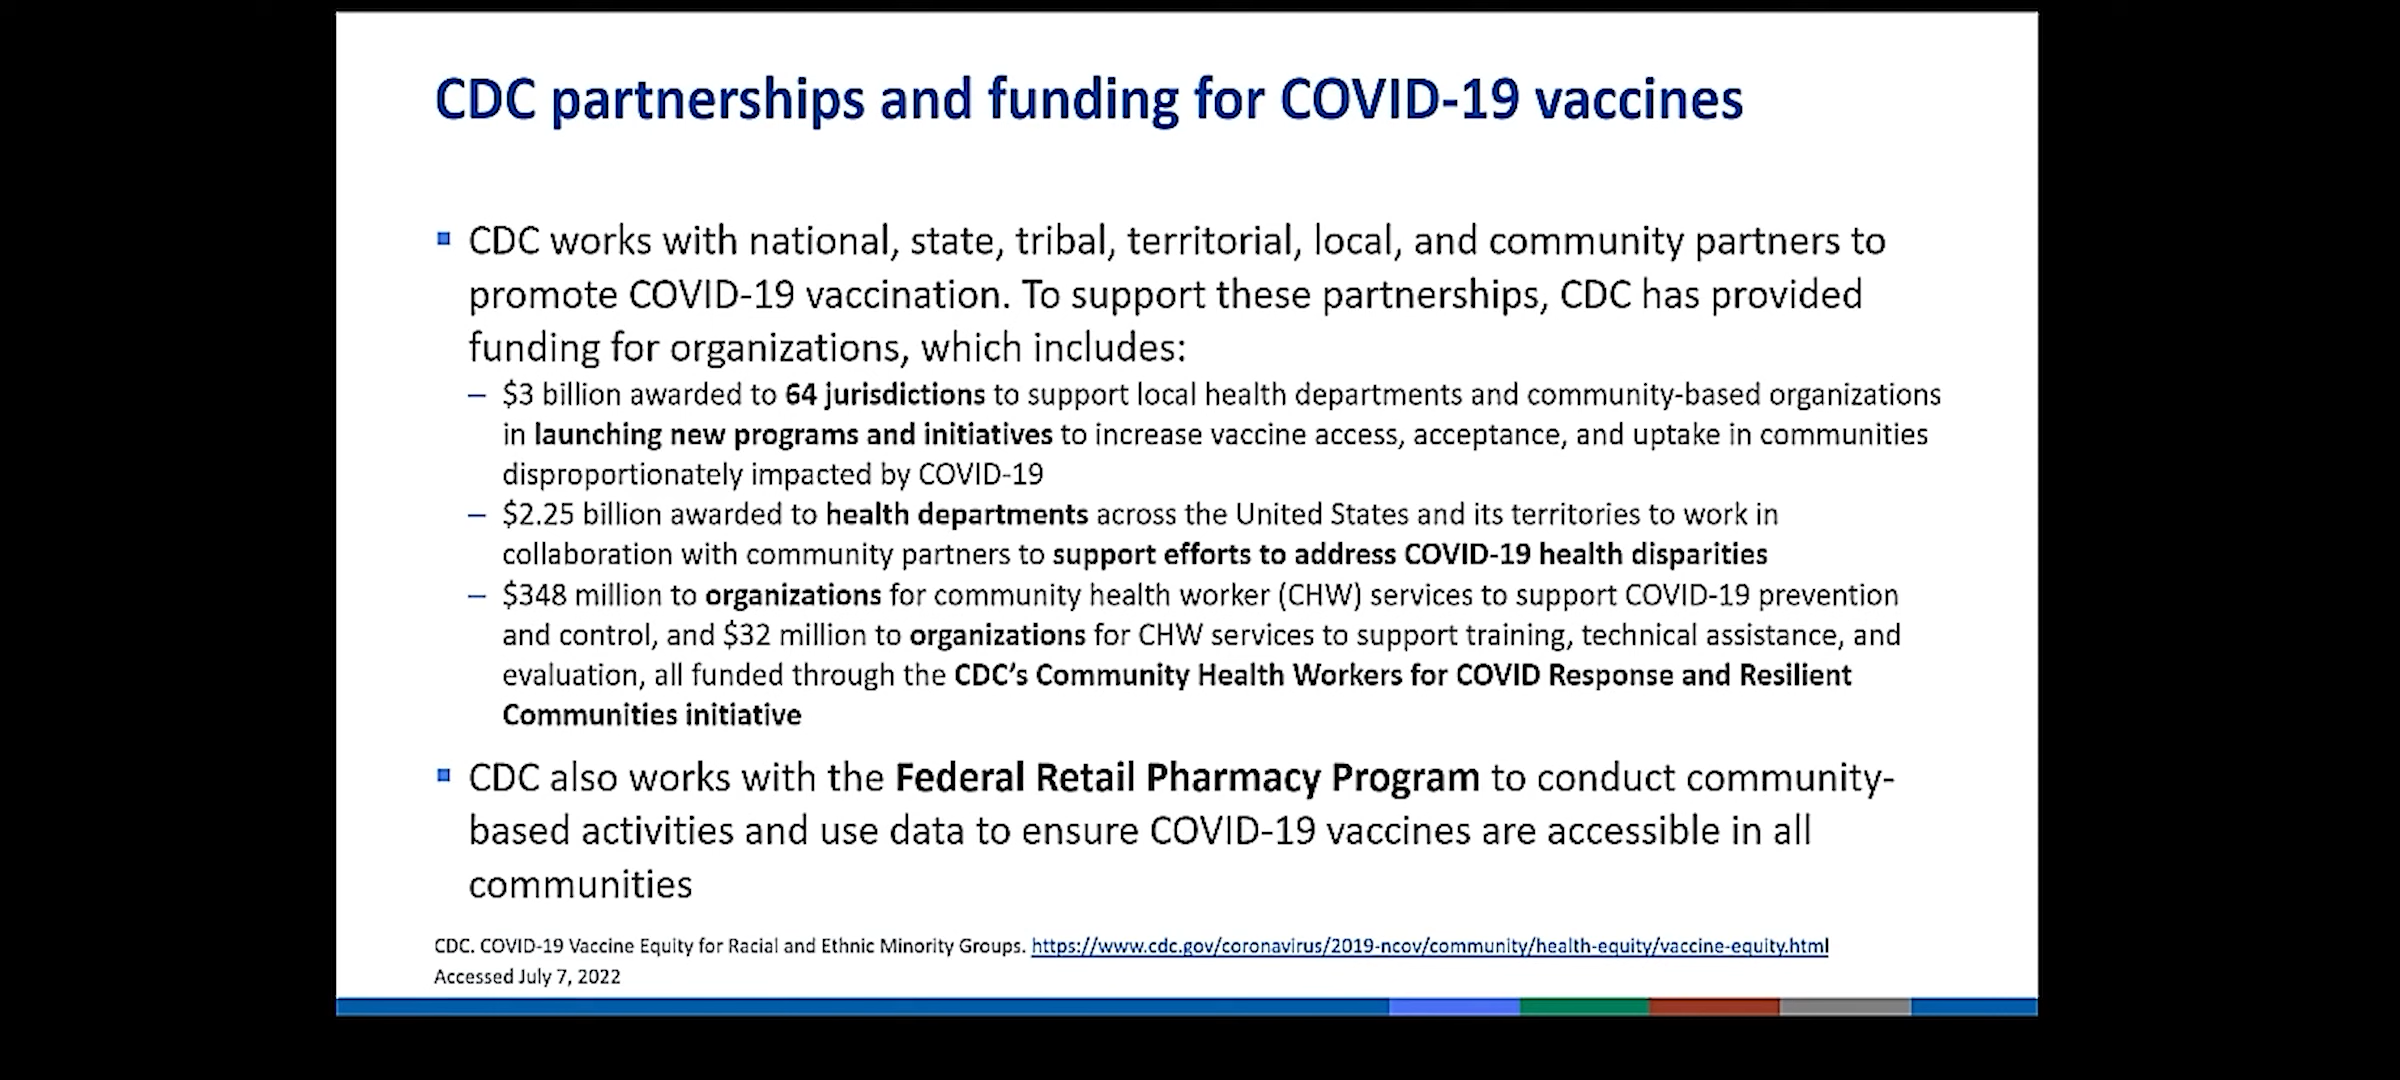 CDC partnerships and funding for COVID-19 vaccines
▪ CDC works with national, state, tribal, territorial, local, and community partners to
promote COVID-19 vaccination. To support these partnerships, CDC has provided
funding for organizations, which includes:
– $3 billion awarded to 64 jurisdictions to support local health departments and community-based organizations
in launching new programs and initiatives to increase vaccine access, acceptance, and uptake in communities
disproportionately impacted by COVID-19
– $2.25 billion awarded to health departments across the United States and its territories to work in
collaboration with community partners to support efforts to address COVID-19 health disparities
– $348 million to organizations for community health worker (CHW) services to support COVID-19 prevention
and control, and $32 million to organizations for CHW services to support training, technical assistance, and
evaluation, all funded through the CDC’s Community Health Workers for COVID Response and Resilient
Communities initiative
▪ CDC also works with the Federal Retail Pharmacy Program to conduct community-
based activities and use data to ensure COVID-19 vaccines are accessible in all
communities
CDC. COVID-19 Vaccine Equity for Racial and Ethnic Minority Groups. https://www.cdc.gov/coronavirus/2019-ncov/community/health-equity/vaccine-equity.html
Accessed July 7, 2022